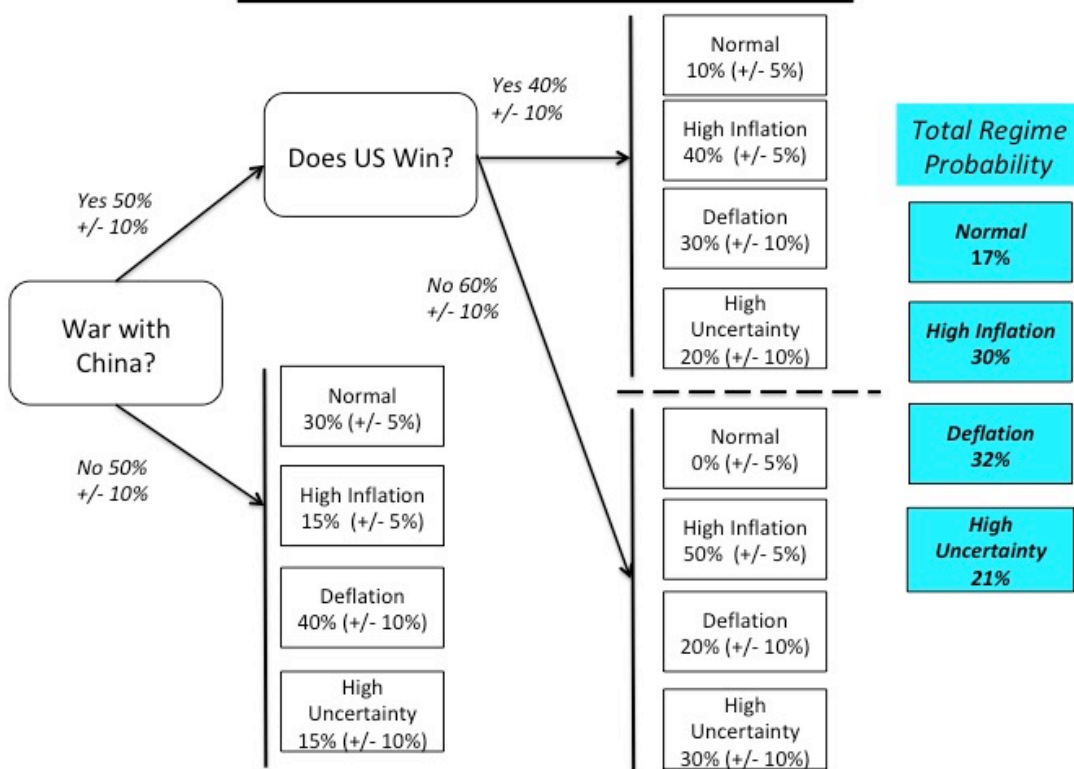 War with
China?
Yes 50%
+/- 10%
No 50%
+/- 10%
Normal
30% (+/- 5%)
High Inflation
15%  (+/- 5%)
Deflation
40% (+/- 10%)
High
Uncertainty
15% (+/- 10%)
Does US Win?
Yes 40%
+/- 10%
No 60%
+/- 10%
Normal
10% (+/- 5%)
High Inflation
40%  (+/- 5%)
Deflation
30% (+/- 10%)
High
Uncertainty
20% (+/- 10%)
Normal
0% (+/- 5%)
High Inflation
50%  (+/- 5%)
Deflation
20% (+/- 10%)
High
Uncertainty
30% (+/- 10%)
Total Regime
Probability
Normal
17%
High Inflation
30%
Deflation
32%
High
Uncertainty
21%